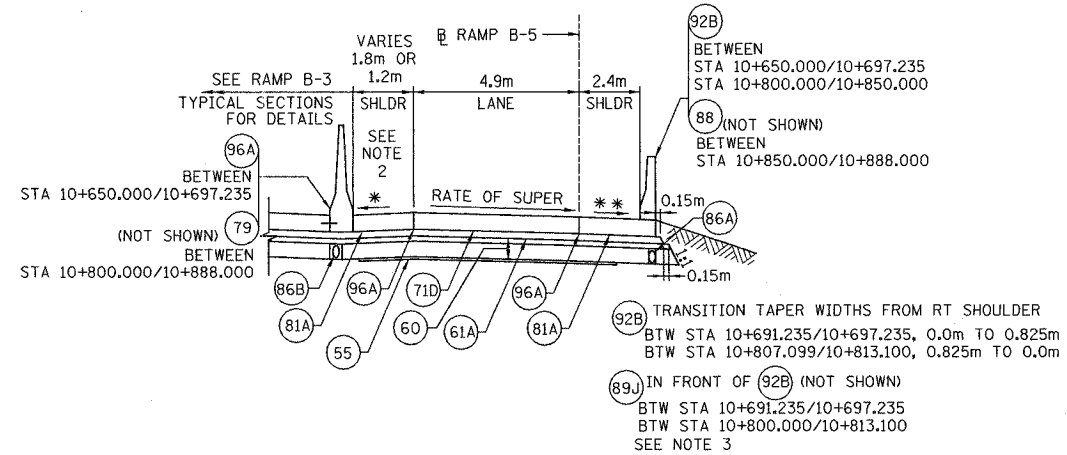 VARIES
1.8m OR
1.2m
SHLDR
SEE
NOTE
2
SEE RAMP B-3
TYPICAL SECTIONS
FOR DETAILS
BL RAMP B-5
4.9m
LANE
2.4m
SHLDR
92B
BETWEEN
STA 10+650.000/10+697.235
STA 10+800.000/10+850.000
88 (NOT SHOWN)
BETWEEN
STA 10+850.000/10+888.000
96A
BETWEEN
STA 10+650.000/10+697.235
(NOT SHOWN) 79
BETWEEN
STA 10+800.000/10+888.000
*
RATE OF SUPER
**
0.15m
86A
0.15m
86B
81A
55
96A
71D
60
61A
96A
81A
92B TRANSITION TAPER WIDTHS FROM RT SHOULDER
BTW STA 10+691.235/10+697.235, 0.0m TO 0.825m
BTW STA 10+807.099/10+813.100, 0.825m TO 0.0m
89J IN FRONT OF 92B (NOT SHOWN)
BTW STA 10+691.235/10+697.235
BTW STA 10+800.000/10+813.100
SEE NOTE 3